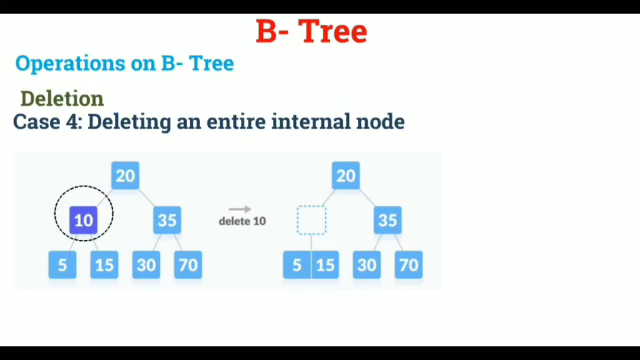 B- Tree
Operations on B- Tree
Deletion
Case 4: Deleting an entire internal node
20 20
10 35 delete 10 35
5 15 30 70 5 15 30 70